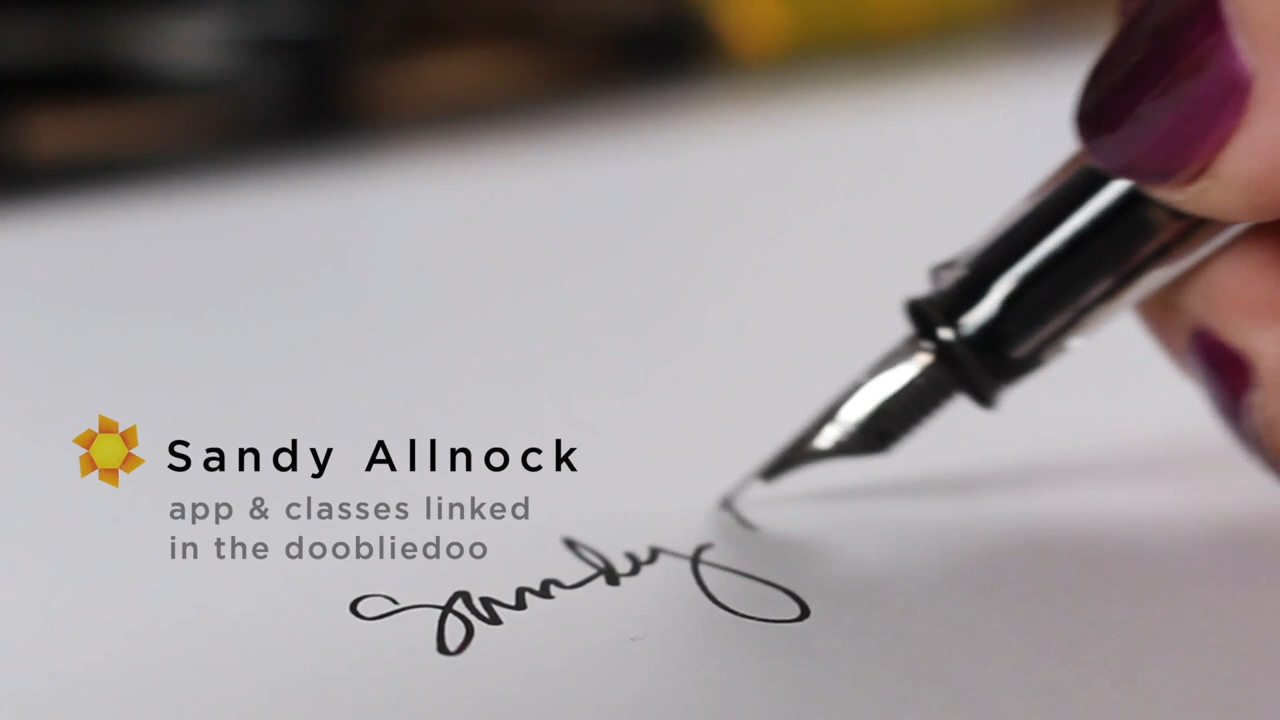 Sandy Allnock
app & classes linked
in the doobliedoo
Sandy